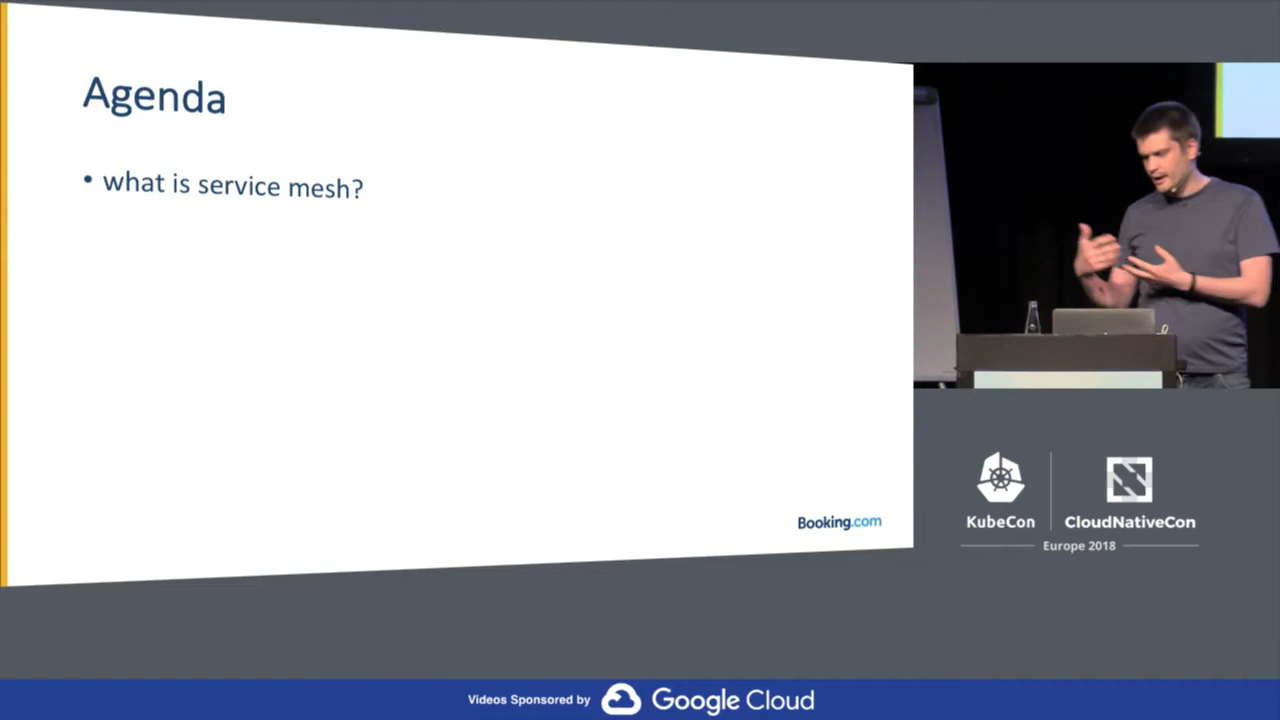 Agenda
• what is service mesh?
Booking.com
KubeCon
CloudNativeCon
Europe 2018
Videos Sponsored by
Google Cloud